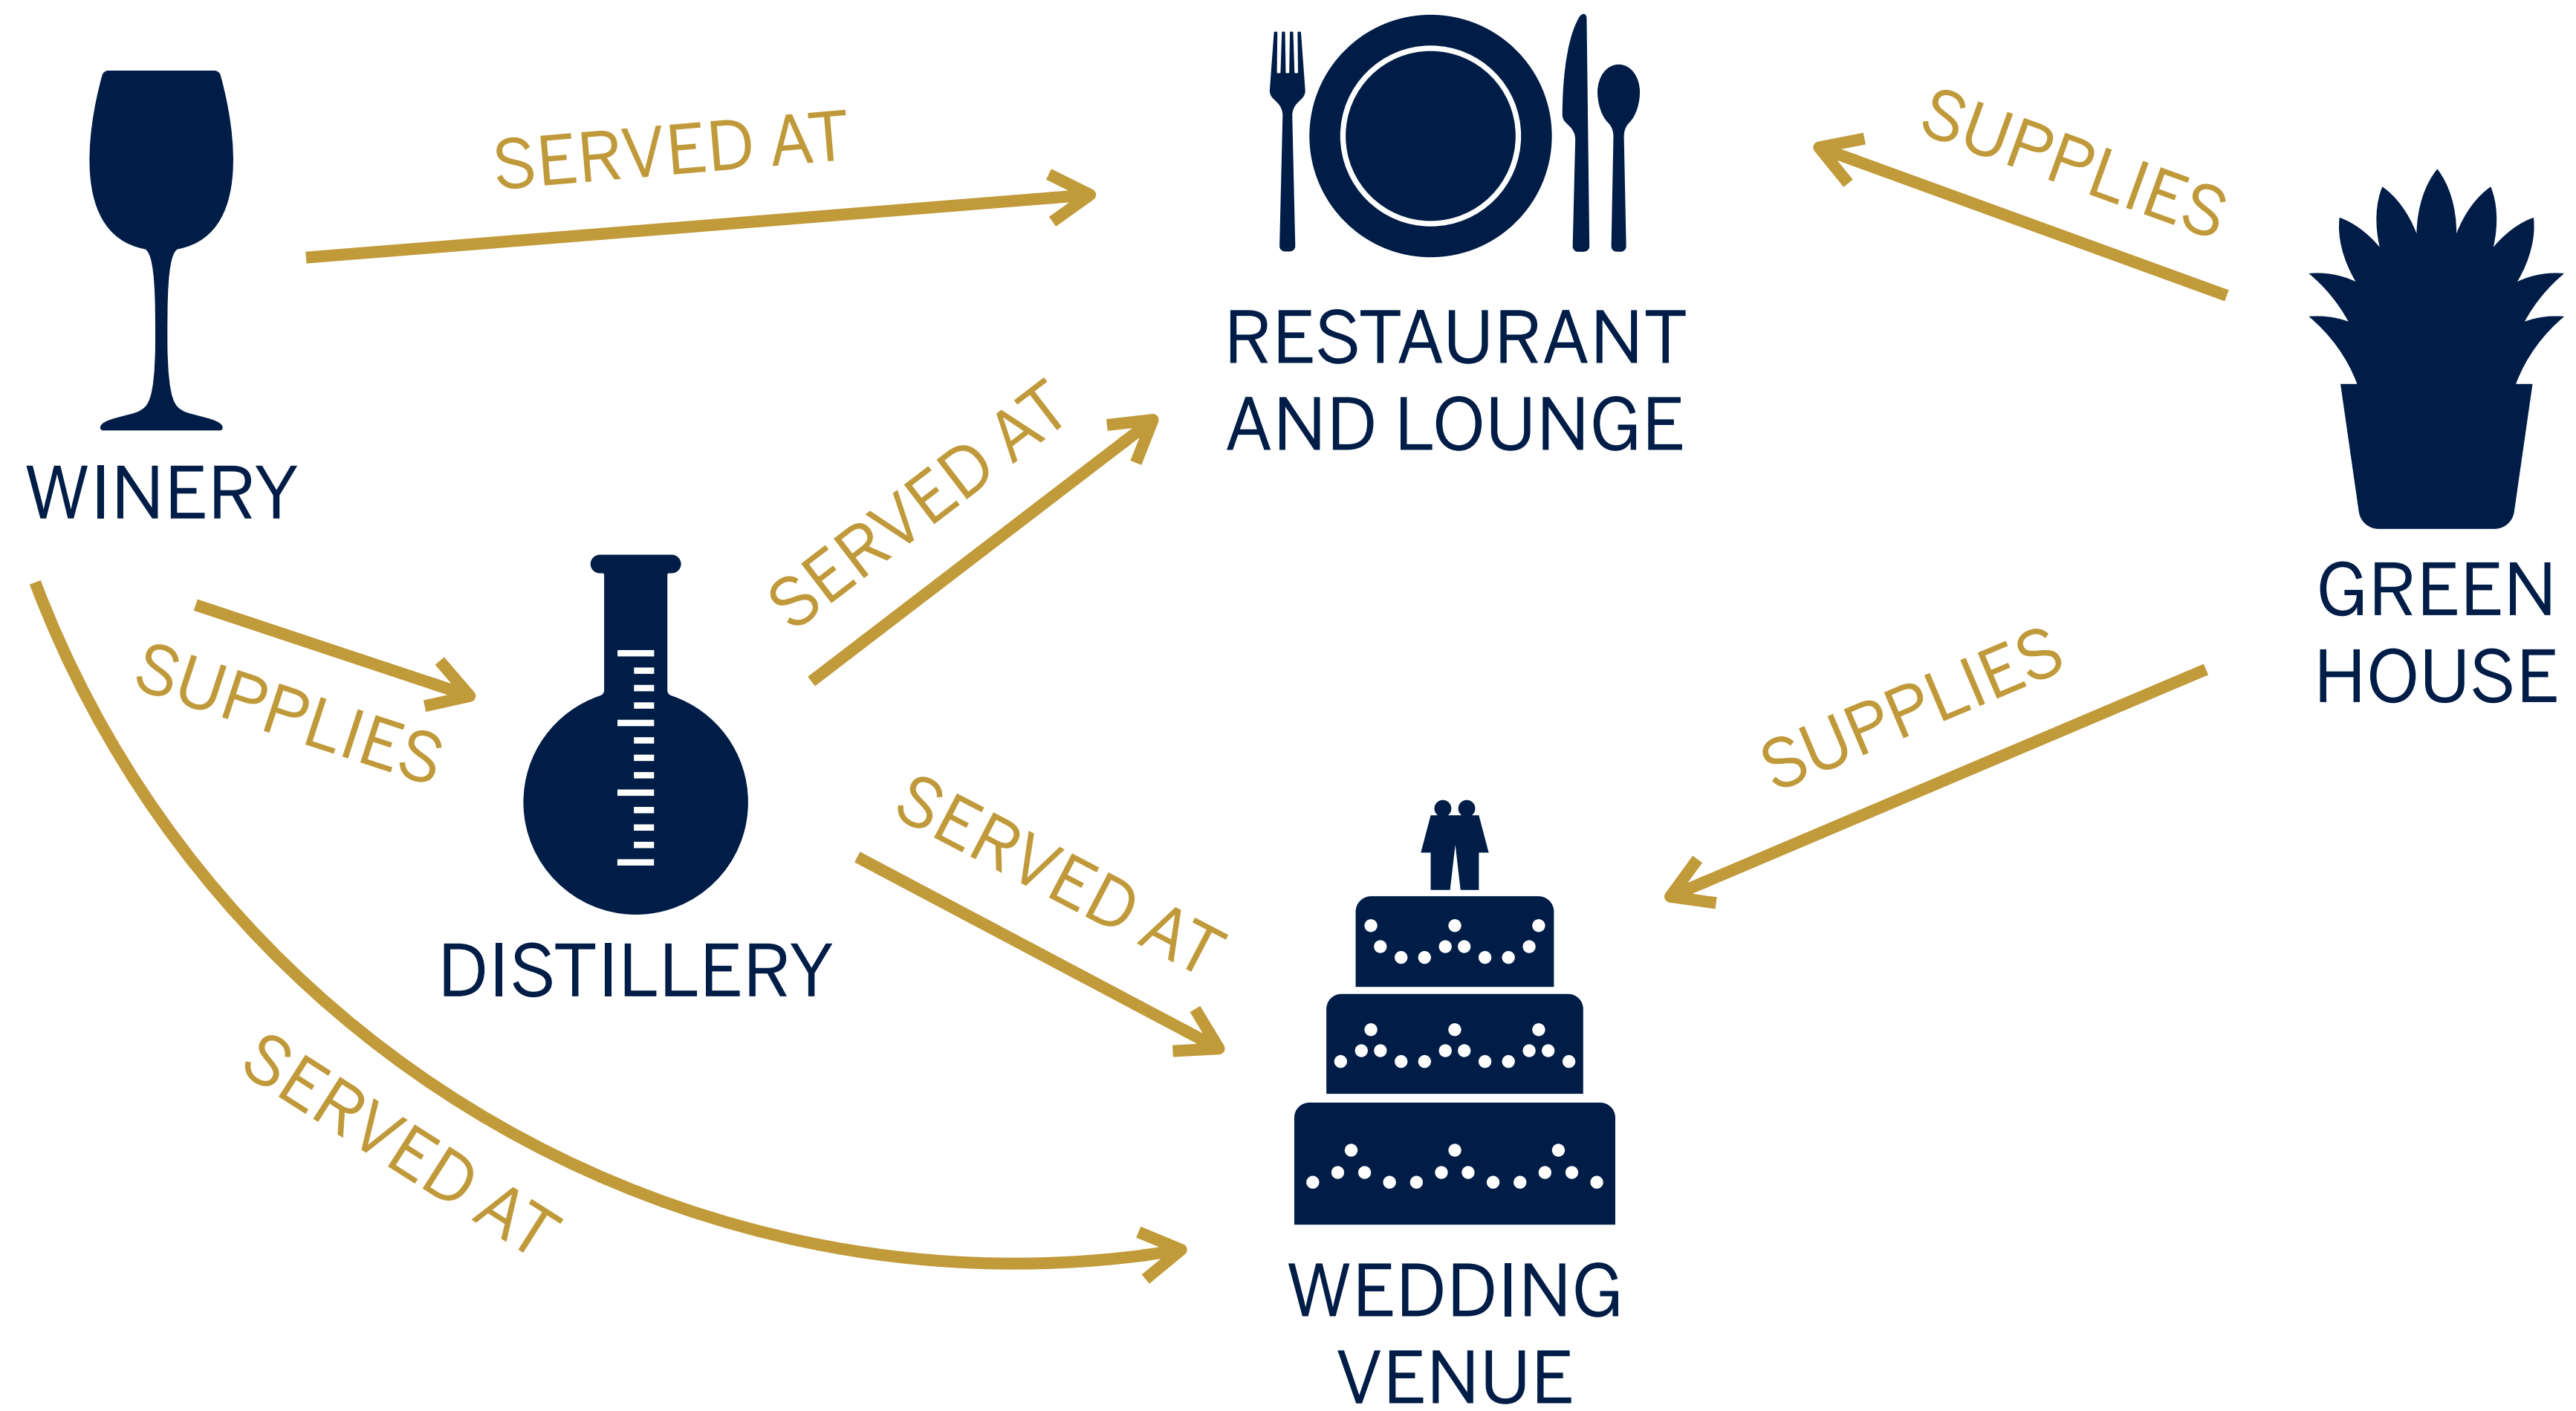 SERVED AT
SUPPLIES
RESTAURANT
AND LOUNGE
WINERY
SERVED AT
GREEN
HOUSE
SUPPLIES
SUPPLIES
SERVED AT
DISTILLERY
SERVED AT
WEDDING
VENUE